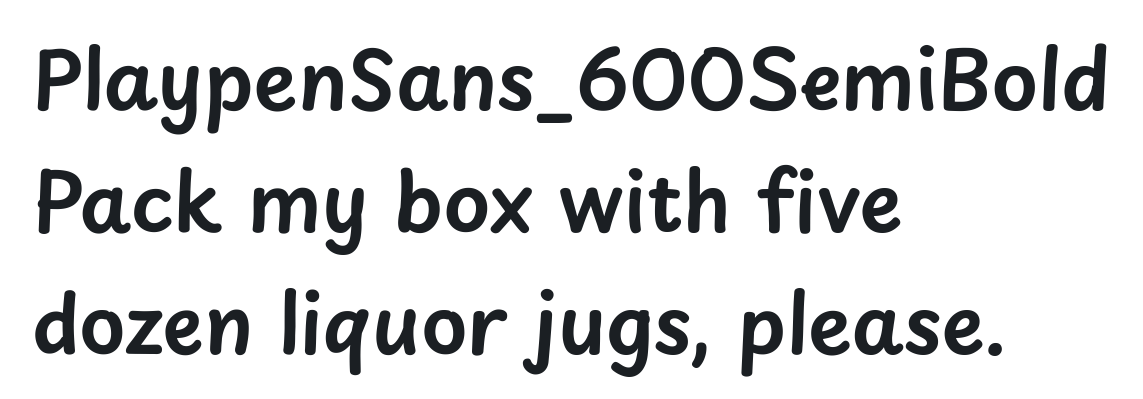 PlaypenSans_600SemiBold
Pack my box with five
dozen liquor jugs, please.